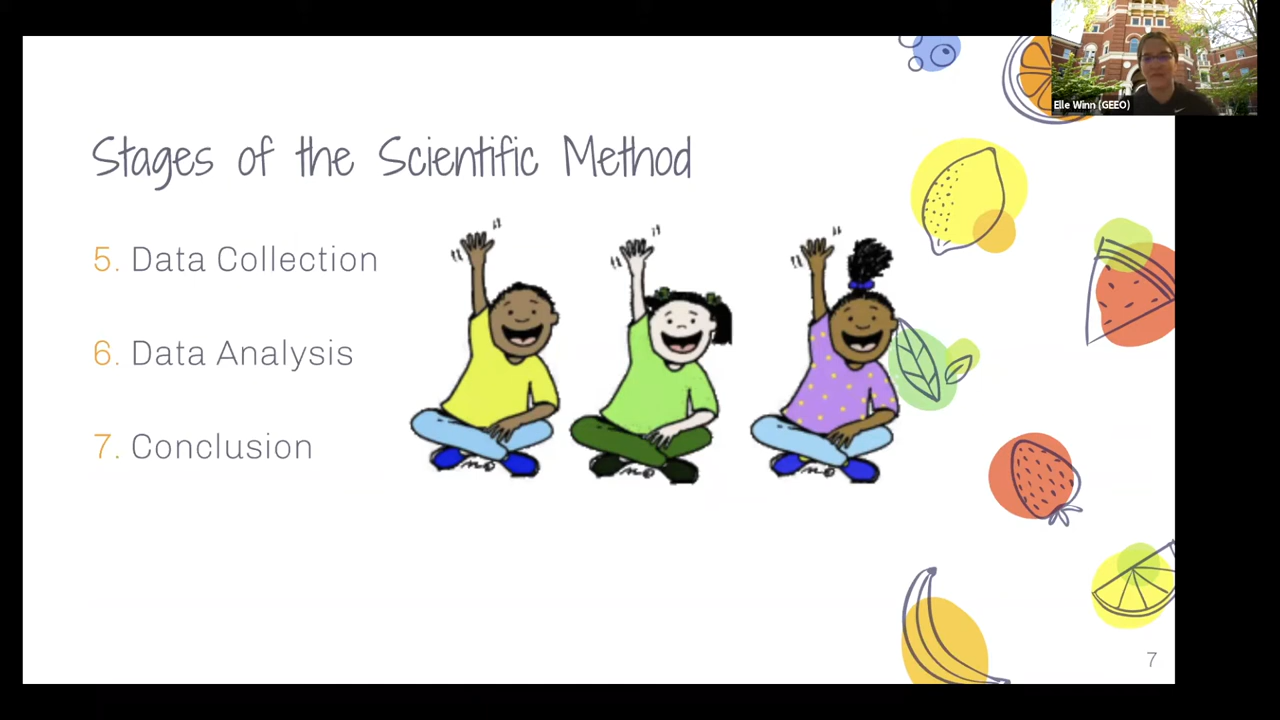 Elle Winn (GEEO)
Stages of the Scientific Method
5. Data Collection
6. Data Analysis
7. Conclusion
7